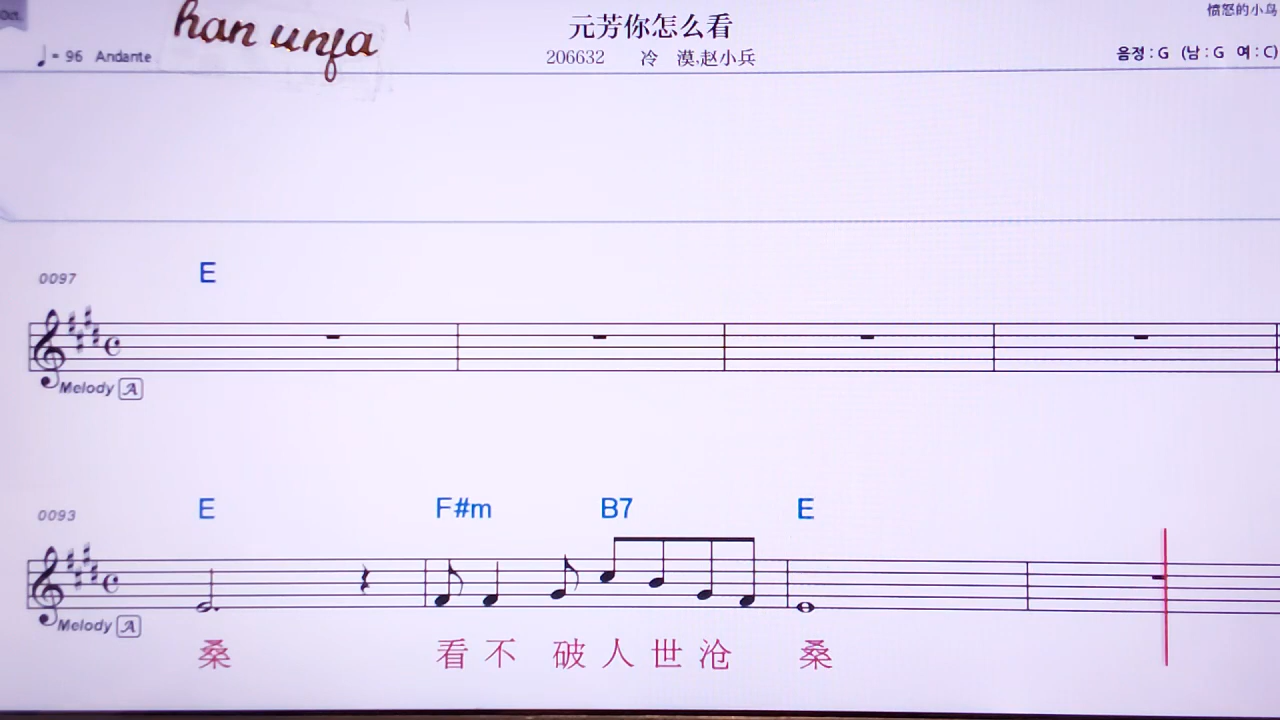 han unfa
元芳你怎么看
愤怒的小鸟
♩= 96 Andante
206632 冷 漠,赵小兵
음정 : G (남 : G 여 : C)
0097 E
Melody A
0093 E F#m B7 E
Melody A
桑 看 不 破 人 世 沧 桑